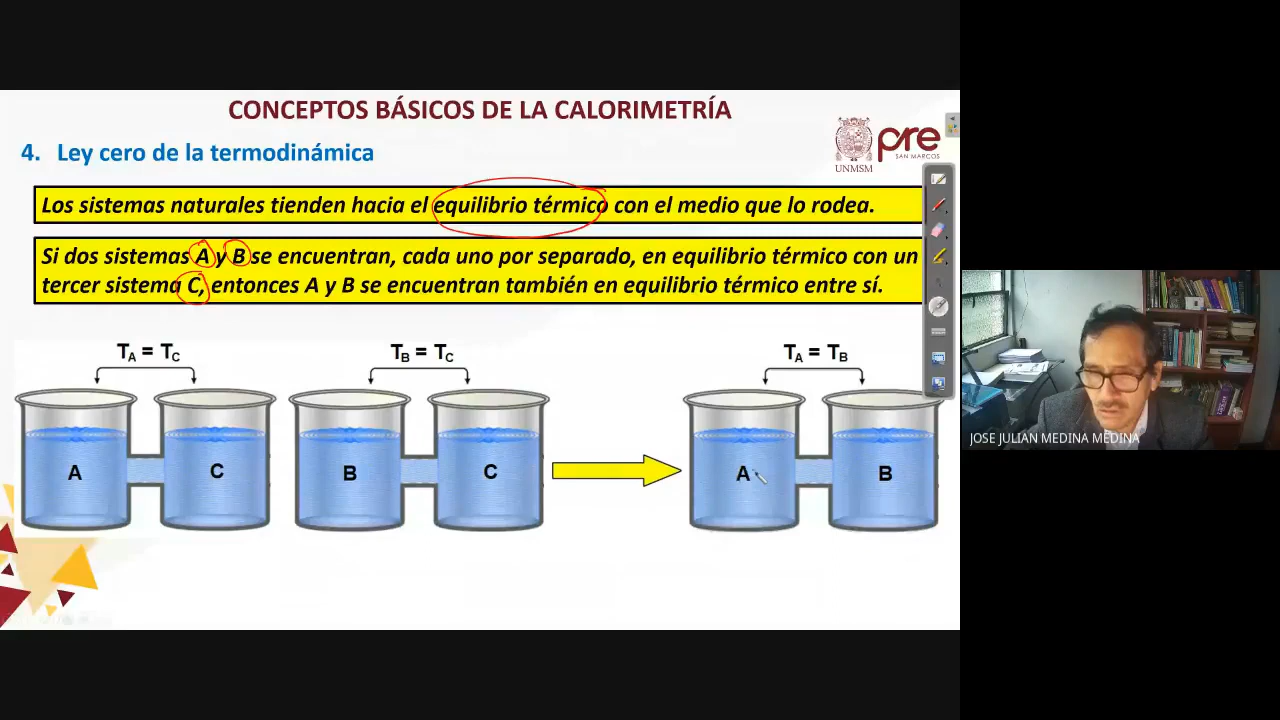 CONCEPTOS BÁSICOS DE LA CALORIMETRÍA
4. Ley cero de la termodinámica
pre
SAN MARCOS
UNMSM
Los sistemas naturales tienden hacia el equilibrio térmico con el medio que lo rodea.
Si dos sistemas A y B se encuentran, cada uno por separado, en equilibrio térmico con un
tercer sistema C, entonces A y B se encuentran también en equilibrio térmico entre sí.
T_A = T_C
T_B = T_C
T_A = T_B
A
C
B
C
A
B
JOSE JULIAN MEDINA MEDINA